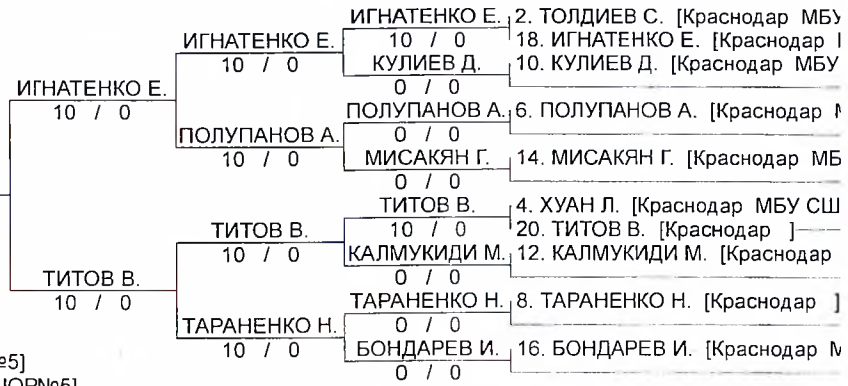 ИГНАТЕНКО Е. 2. ТОЛДИЕВ С. [Краснодар МБУ
ИГНАТЕНКО Е. 10 / 0 18. ИГНАТЕНКО Е. [Краснодар
10 / 0 КУЛИЕВ Д. 10. КУЛИЕВ Д. [Краснодар МБУ
ИГНАТЕНКО Е. 0 / 0
10 / 0 ПОЛУПАНОВ А. 6. ПОЛУПАНОВ А. [Краснодар
ПОЛУПАНОВ А. 0 / 0
10 / 0 МИСАКЯН Г. 14. МИСАКЯН Г. [Краснодар МБ
0 / 0
ТИТОВ В. 4. ХУАН Л. [Краснодар МБУ СШ
ТИТОВ В. 10 / 0 20. ТИТОВ В. [Краснодар ]
10 / 0 КАЛМУКИДИ М. 12. КАЛМУКИДИ М. [Краснодар
ТИТОВ В. 0 / 0
10 / 0 ТАРАНЕНКО Н. 8. ТАРАНЕНКО Н. [Краснодар ]
ТАРАНЕНКО Н. 0 / 0
№5] 10 / 0 БОНДАРЕВ И. 16. БОНДАРЕВ И. [Краснодар
0 / 0